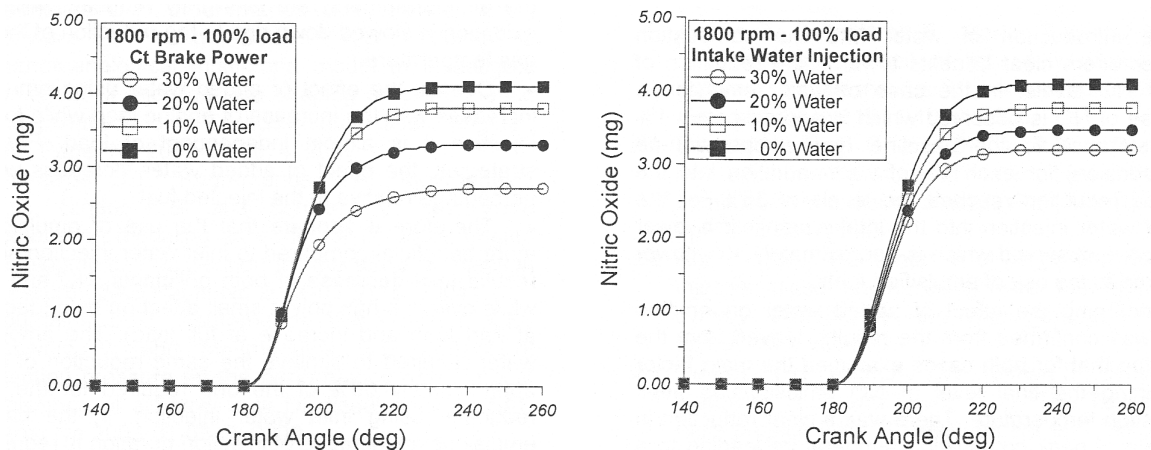 5.00
4.00
3.00
2.00
1.00
0.00
Nitric Oxide (mg)
1800 rpm - 100% load
Ct Brake Power
30% Water
20% Water
10% Water
0% Water
140 160 180 200 220 240 260
Crank Angle (deg)
5.00
4.00
3.00
2.00
1.00
0.00
Nitric Oxide (mg)
1800 rpm - 100% load
Intake Water Injection
30% Water
20% Water
10% Water
0% Water
140 160 180 200 220 240 260
Crank Angle (deg)